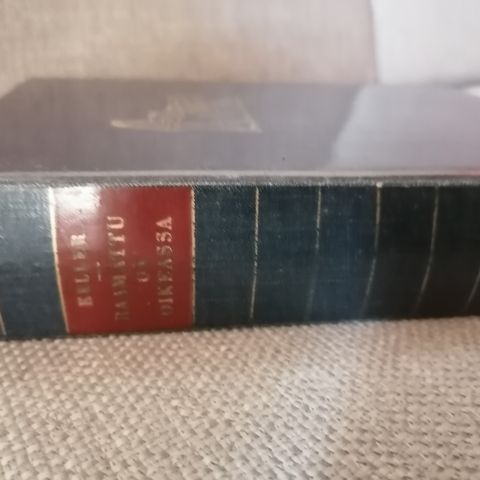 KELLER
RAAMATTU
ON
OIKEASSA